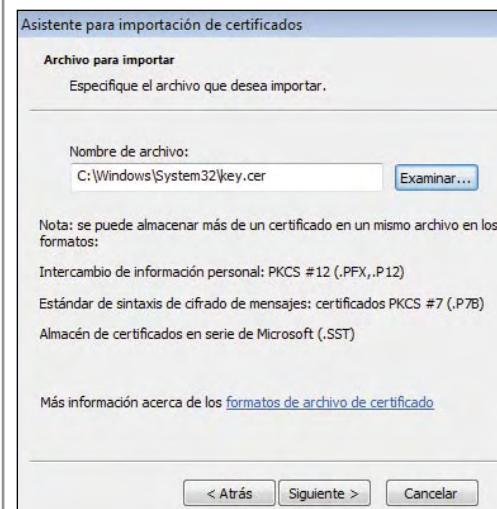 Asistente para importación de certificados
Archivo para importar
Especifique el archivo que desea importar.
Nombre de archivo:
C:\Windows\System32\key.cer
Examinar...
Nota: se puede almacenar más de un certificado en un mismo archivo en los
formatos:
Intercambio de información personal: PKCS #12 (.PFX,.P12)
Estándar de sintaxis de cifrado de mensajes: certificados PKCS #7 (.P7B)
Almacén de certificados en serie de Microsoft (.SST)
Más información acerca de los formatos de archivo de certificado
< Atrás
Siguiente >
Cancelar